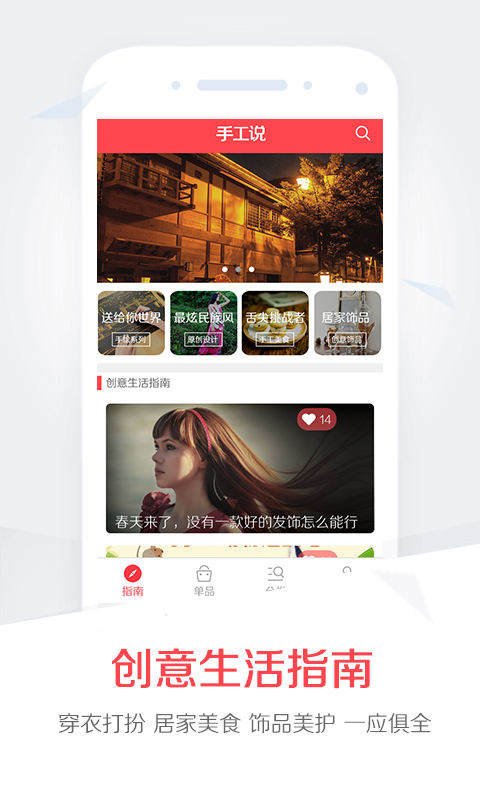 手工说
送给你世界 最炫民族风 舌尖挑战者 居家饰品
手绘系列 原创设计 手工美食 创意饰品
创意生活指南
14
春天来了，没有一款好的发饰怎么能行
指南 单品
创意生活指南
穿衣打扮 居家美食 饰品美护 一应俱全